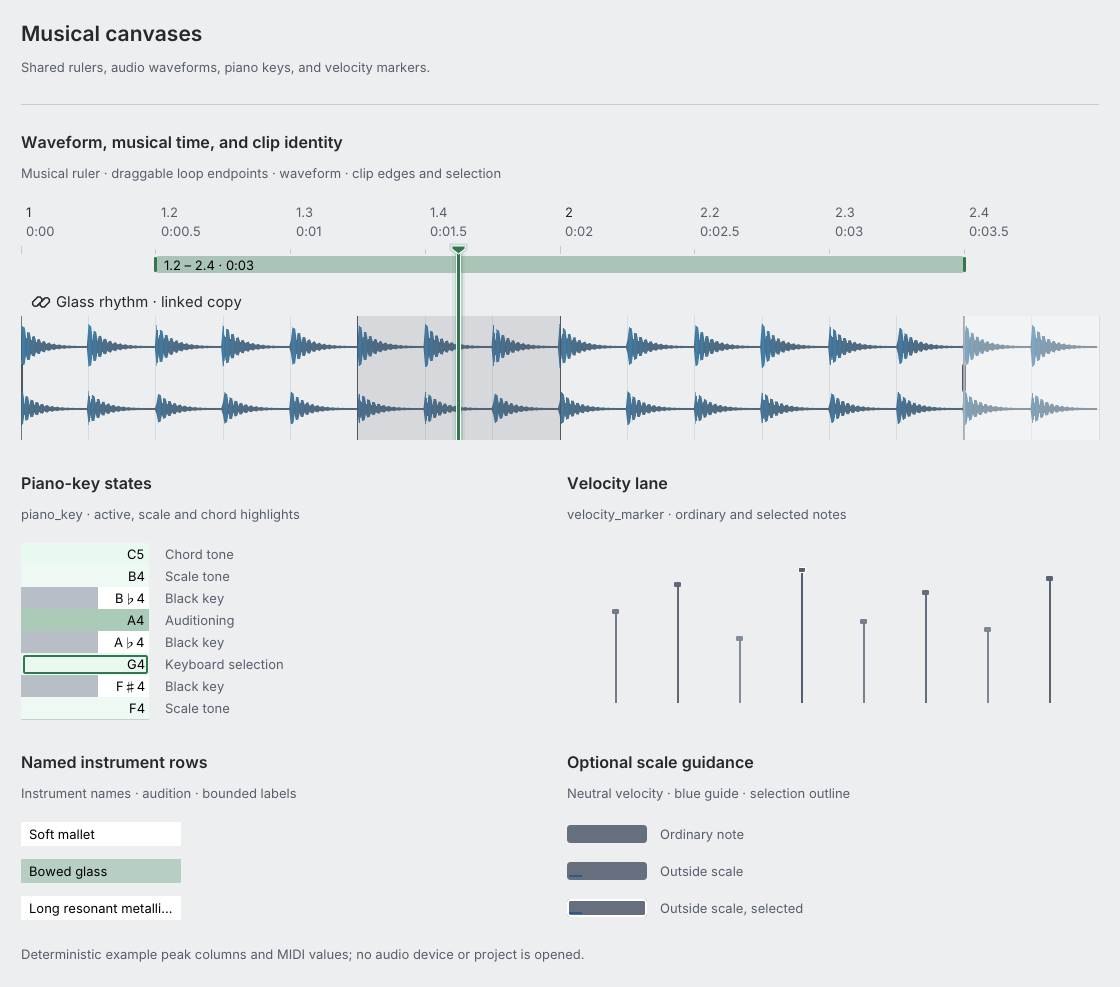 Musical canvases
Shared rulers, audio waveforms, piano keys, and velocity markers.
Waveform, musical time, and clip identity
Musical ruler · draggable loop endpoints · waveform · clip edges and selection
1 1.2 1.3 1.4 2 2.2 2.3 2.4
0:00 0:00.5 0:01 0:01.5 0:02 0:02.5 0:03 0:03.5
1.2 – 2.4 · 0:03
Glass rhythm · linked copy
Piano-key states
piano_key · active, scale and chord highlights
C5 Chord tone
B4 Scale tone
B♭4 Black key
A4 Auditioning
A♭4 Black key
G4 Keyboard selection
F♯4 Black key
F4 Scale tone
Velocity lane
velocity_marker · ordinary and selected notes
Named instrument rows
Instrument names · audition · bounded labels
Soft mallet
Bowed glass
Long resonant metalli...
Optional scale guidance
Neutral velocity · blue guide · selection outline
Ordinary note
Outside scale
Outside scale, selected
Deterministic example peak columns and MIDI values; no audio device or project is opened.